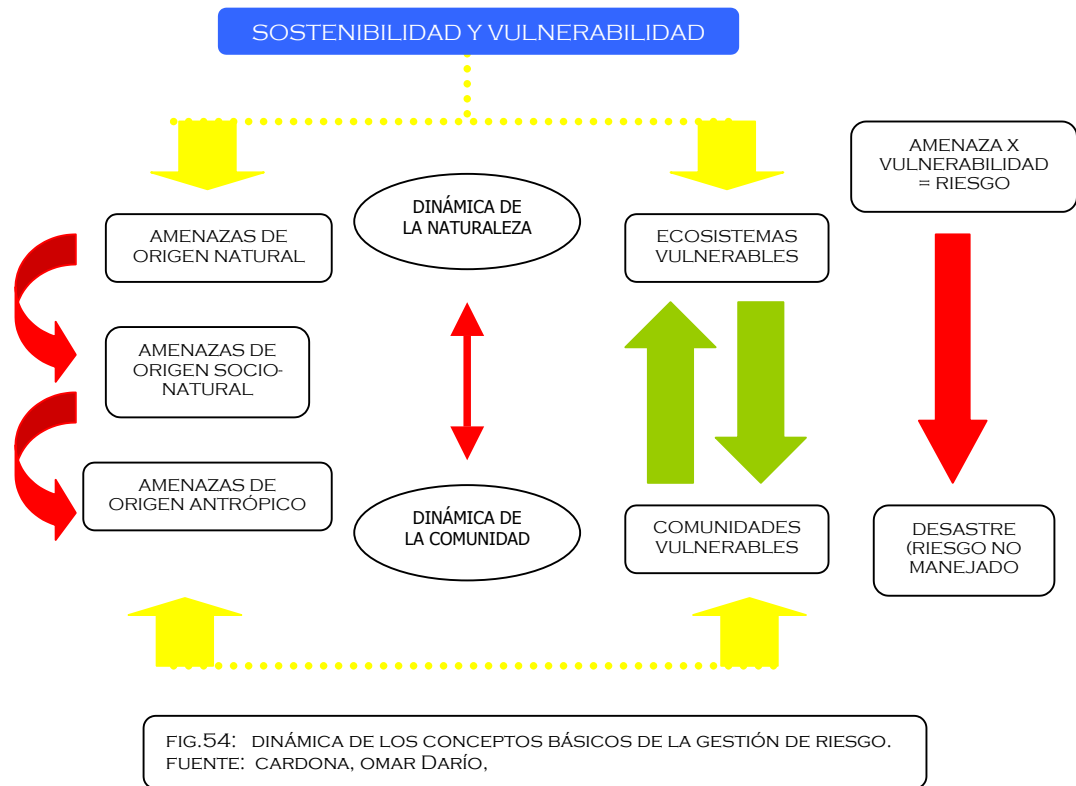 SOSTENIBILIDAD Y VULNERABILIDAD
AMENAZA X
VULNERABILIDAD
= RIESGO
DINÁMICA DE
LA NATURALEZA
AMENAZAS DE
ORIGEN NATURAL
ECOSISTEMAS
VULNERABLES
AMENAZAS DE
ORIGEN SOCIO-
NATURAL
AMENAZAS DE
ORIGEN ANTRÓPICO
DINÁMICA DE
LA COMUNIDAD
COMUNIDADES
VULNERABLES
DESASTRE
(RIESGO NO
MANEJADO
FIG.54: DINÁMICA DE LOS CONCEPTOS BÁSICOS DE LA GESTIÓN DE RIESGO.
FUENTE: CARDONA, OMAR DARÍO,